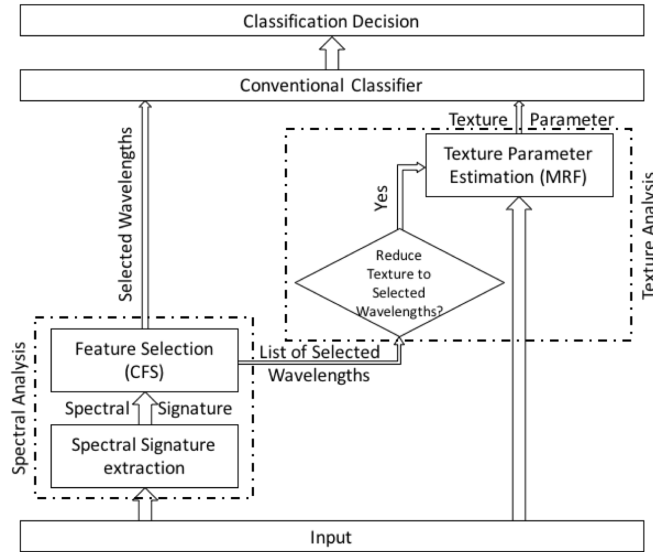 Classification Decision
Conventional Classifier
Texture Parameter
Texture Parameter
Estimation (MRF)
Texture Analysis
Selected Wavelengths
Yes
Reduce
Texture to
Selected
Wavelengths?
Feature Selection
(CFS)
List of Selected
Wavelengths
Spectral Analysis
Spectral Signature
Spectral Signature
extraction
Input